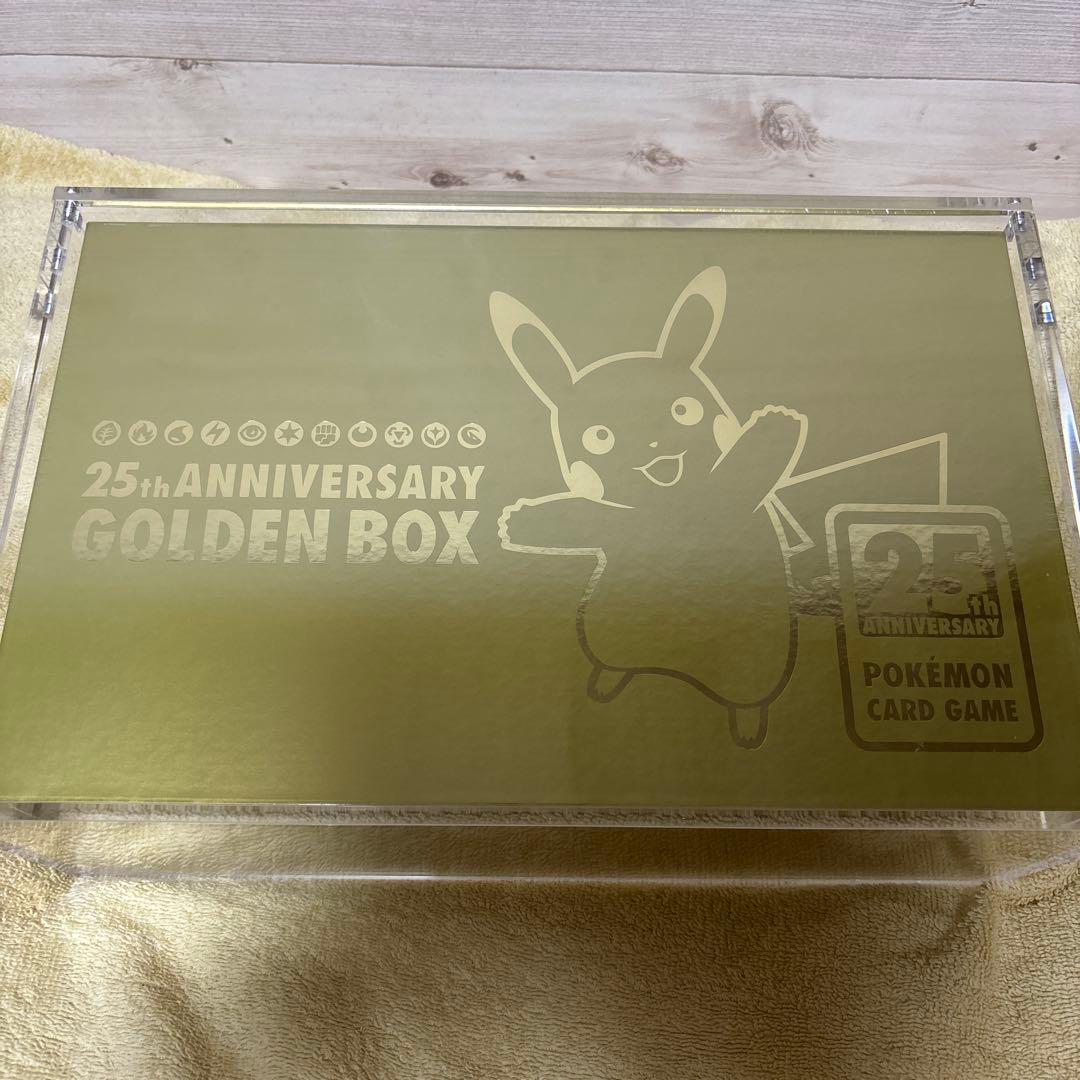 25th ANNIVERSARY
GOLDEN BOX
25th
ANNIVERSARY
POKÉMON
CARD GAME